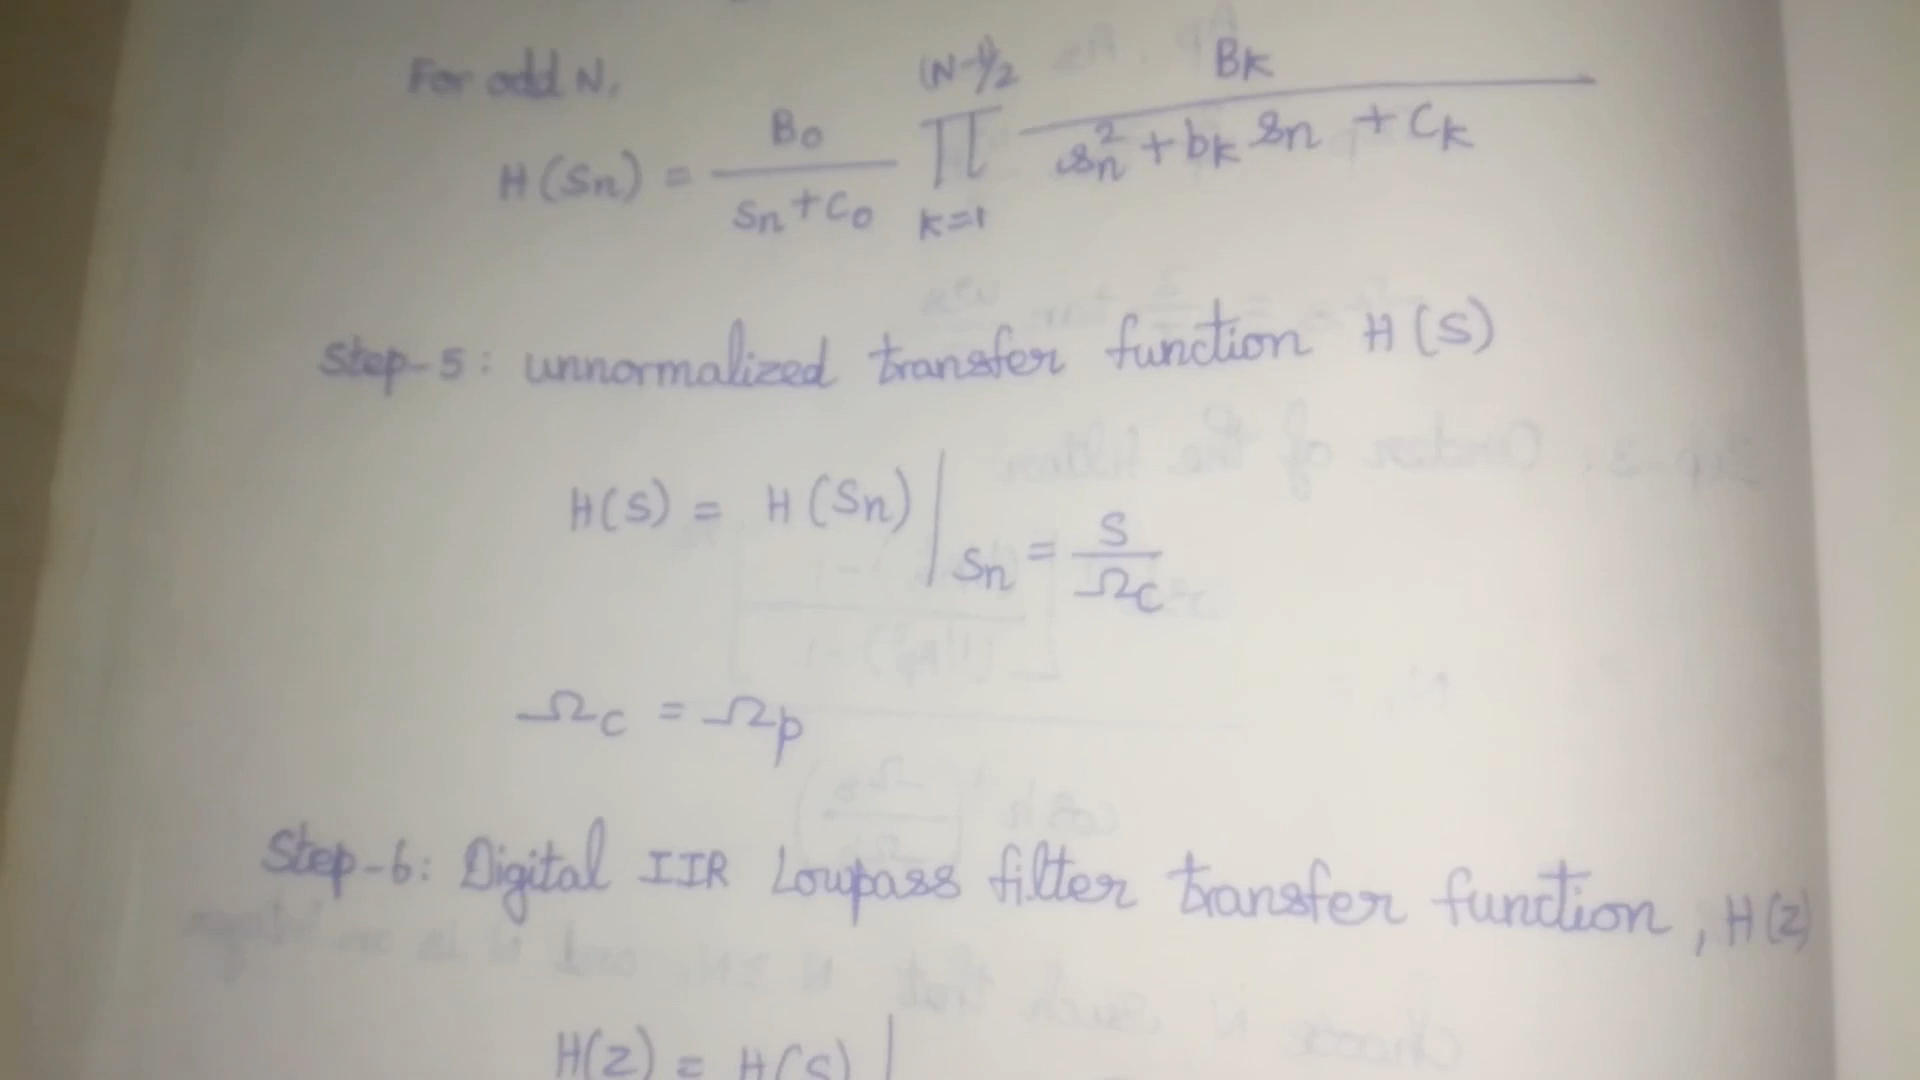 For odd N,
H(Sn) = B0 / (Sn + C0) ∏ k=1 (N-1)/2 Bk / (Sn² + bk Sn + Ck)
Step-5: unnormalized transfer function H(S)
H(S) = H(Sn) | Sn = S/Ωc
Ωc = Ωp
Step-6: Digital IIR Lowpass filter transfer function, H(Z)
H(Z) = H(S) |